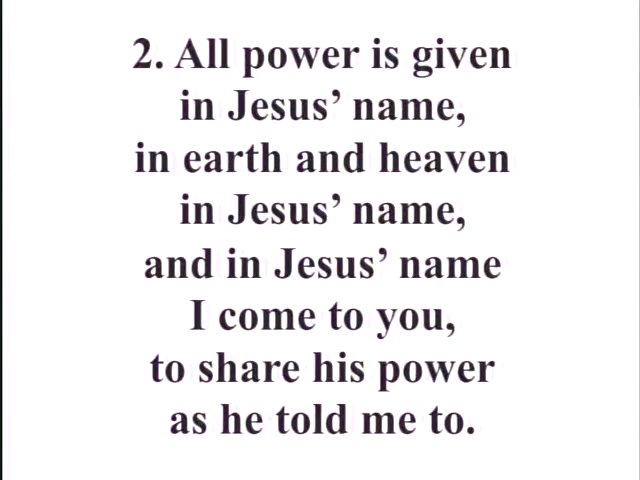 2. All power is given
in Jesus’ name,
in earth and heaven
in Jesus’ name,
and in Jesus’ name
I come to you,
to share his power
as he told me to.